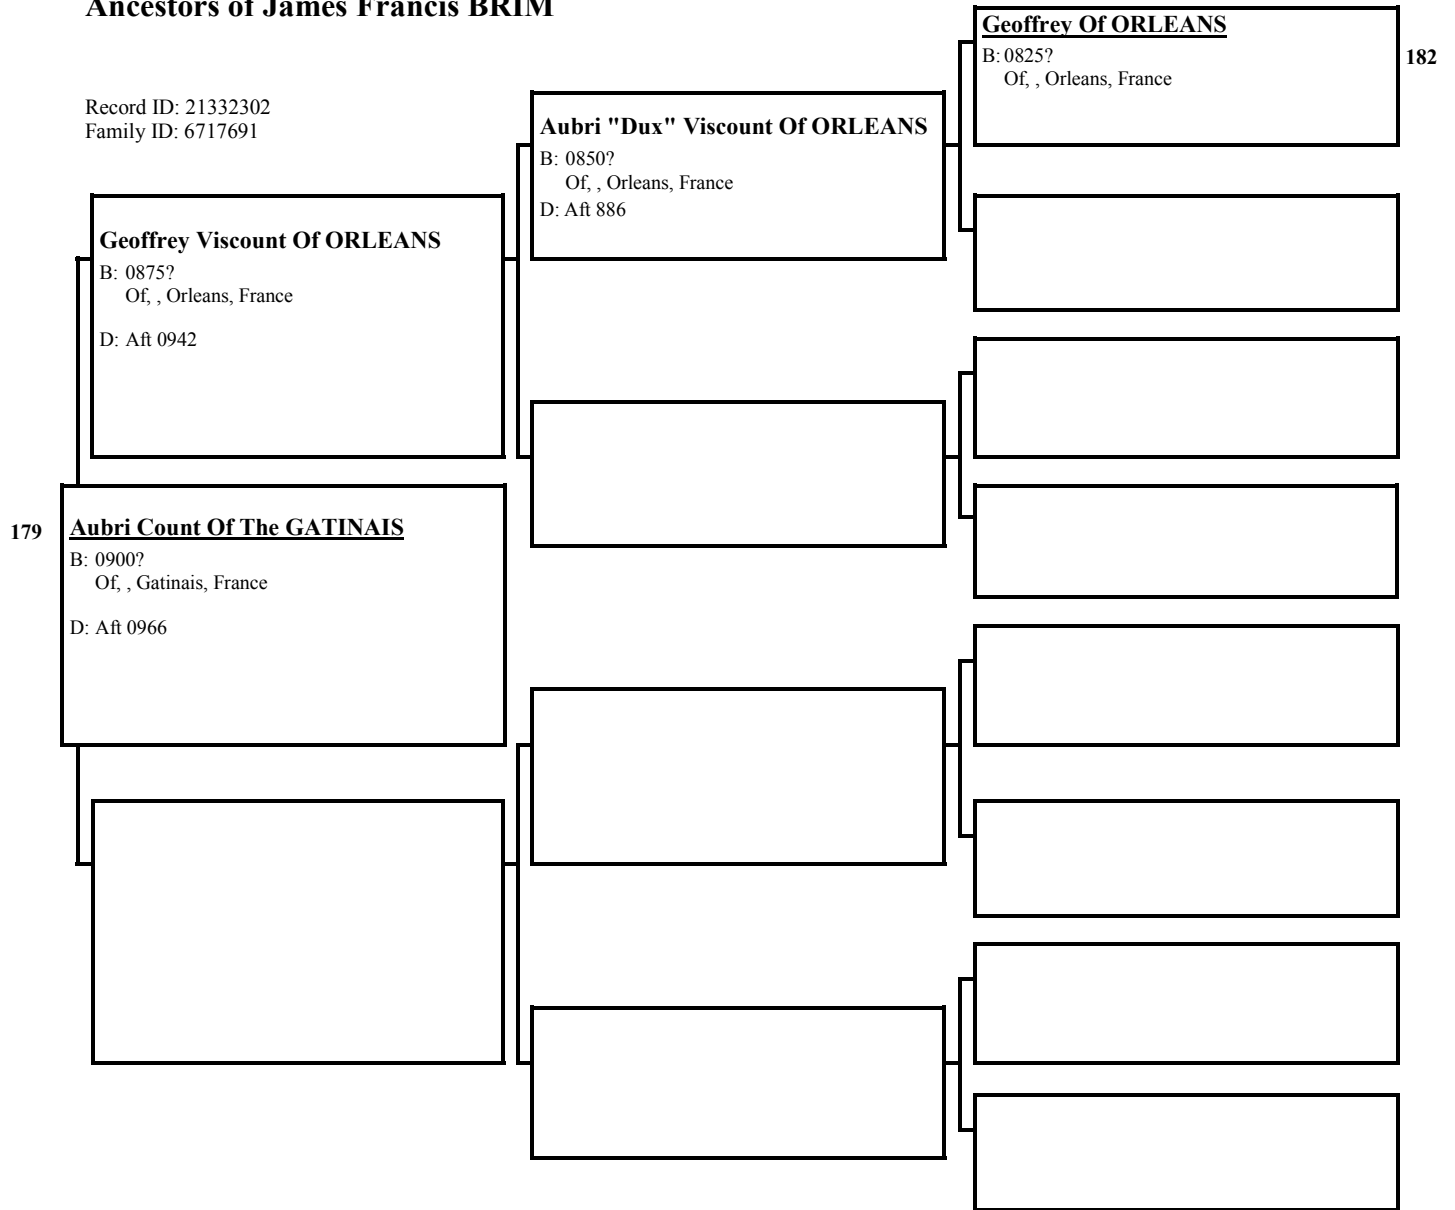 Ancestors of James Francis BRIM
Record ID: 21332302
Family ID: 6717691
Geoffrey Of ORLEANS
B: 0825?
Of, , Orleans, France
182
Aubri "Dux" Viscount Of ORLEANS
B: 0850?
Of, , Orleans, France
D: Aft 886
Geoffrey Viscount Of ORLEANS
B: 0875?
Of, , Orleans, France
D: Aft 0942
179
Aubri Count Of The GATINAIS
B: 0900?
Of, , Gatinais, France
D: Aft 0966